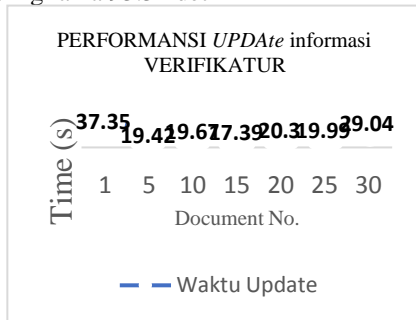 PERFORMANSI UPDAte informasi
VERIFIKATUR
37.35 19.42 19.67 17.39 20.3 19.99 29.04
Time (s)
1 5 10 15 20 25 30
Document No.
Waktu Update